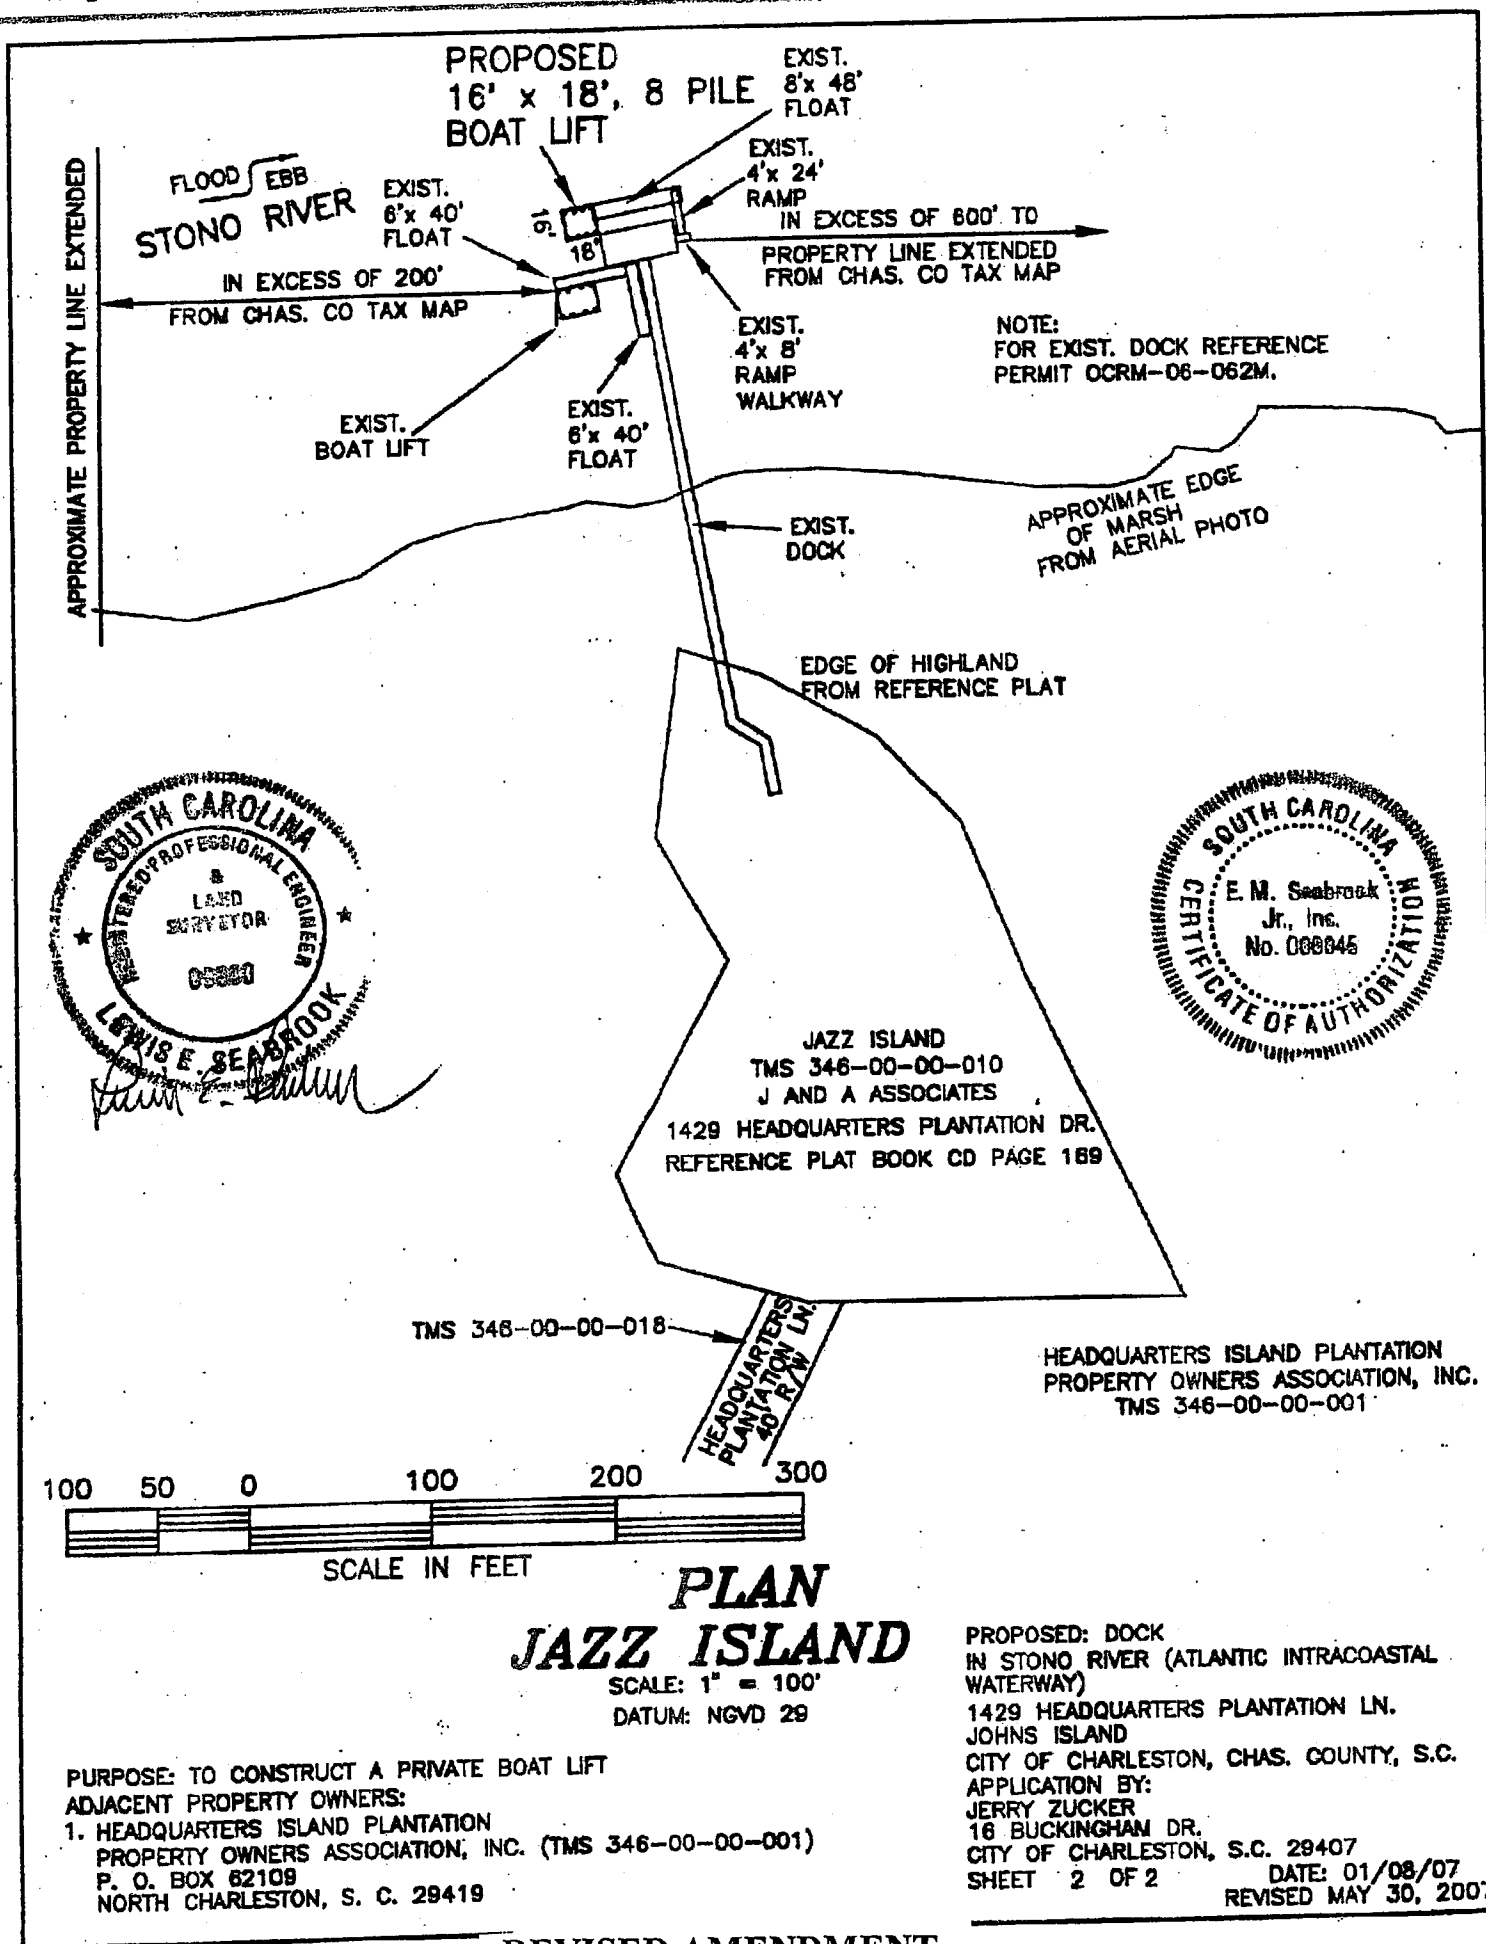 PROPOSED
16' x 18', 8 PILE
BOAT LIFT
EXIST.
8'x 48'
FLOAT
EXIST.
4'x 24'
RAMP
FLOOD EBB
STONO RIVER
EXIST.
6'x 40'
FLOAT
16'
18'
IN EXCESS OF 600' TO
PROPERTY LINE EXTENDED
FROM CHAS. CO TAX MAP
IN EXCESS OF 200'
FROM CHAS. CO TAX MAP
APPROXIMATE PROPERTY LINE EXTENDED
EXIST.
BOAT LIFT
EXIST.
6'x 40'
FLOAT
EXIST.
4'x 8'
RAMP
WALKWAY
NOTE:
FOR EXIST. DOCK REFERENCE
PERMIT OCRM-06-062M.
EXIST.
DOCK
APPROXIMATE EDGE
OF MARSH
FROM AERIAL PHOTO
EDGE OF HIGHLAND
FROM REFERENCE PLAT
SOUTH CAROLINA
REGISTERED PROFESSIONAL ENGINEER
&
LAND
SURVEYOR
LEWIS E. SEABROOK
SOUTH CAROLINA
E. M. Seabrook
Jr., Inc.
CERTIFICATE OF AUTHORIZATION
JAZZ ISLAND
TMS 346-00-00-010
J AND A ASSOCIATES
1429 HEADQUARTERS PLANTATION DR.
REFERENCE PLAT BOOK CD PAGE 169
TMS 346-00-00-018
HEADQUARTERS
PLANTATION LN.
40' R/W
HEADQUARTERS ISLAND PLANTATION
PROPERTY OWNERS ASSOCIATION, INC.
TMS 346-00-00-001
100 50 0 100 200 300
SCALE IN FEET
PLAN
JAZZ ISLAND
SCALE: 1" = 100'
DATUM: NGVD 29
PURPOSE: TO CONSTRUCT A PRIVATE BOAT LIFT
ADJACENT PROPERTY OWNERS:
1. HEADQUARTERS ISLAND PLANTATION
PROPERTY OWNERS ASSOCIATION, INC. (TMS 346-00-00-001)
P. O. BOX 62109
NORTH CHARLESTON, S. C. 29419
PROPOSED: DOCK
IN STONO RIVER (ATLANTIC INTRACOASTAL
WATERWAY)
1429 HEADQUARTERS PLANTATION LN.
JOHNS ISLAND
CITY OF CHARLESTON, CHAS. COUNTY, S.C.
APPLICATION BY:
JERRY ZUCKER
16 BUCKINGHAM DR.
CITY OF CHARLESTON, S.C. 29407
SHEET 2 OF 2 DATE: 01/08/07
REVISED MAY 30, 2007
REVISED AMENDMENT